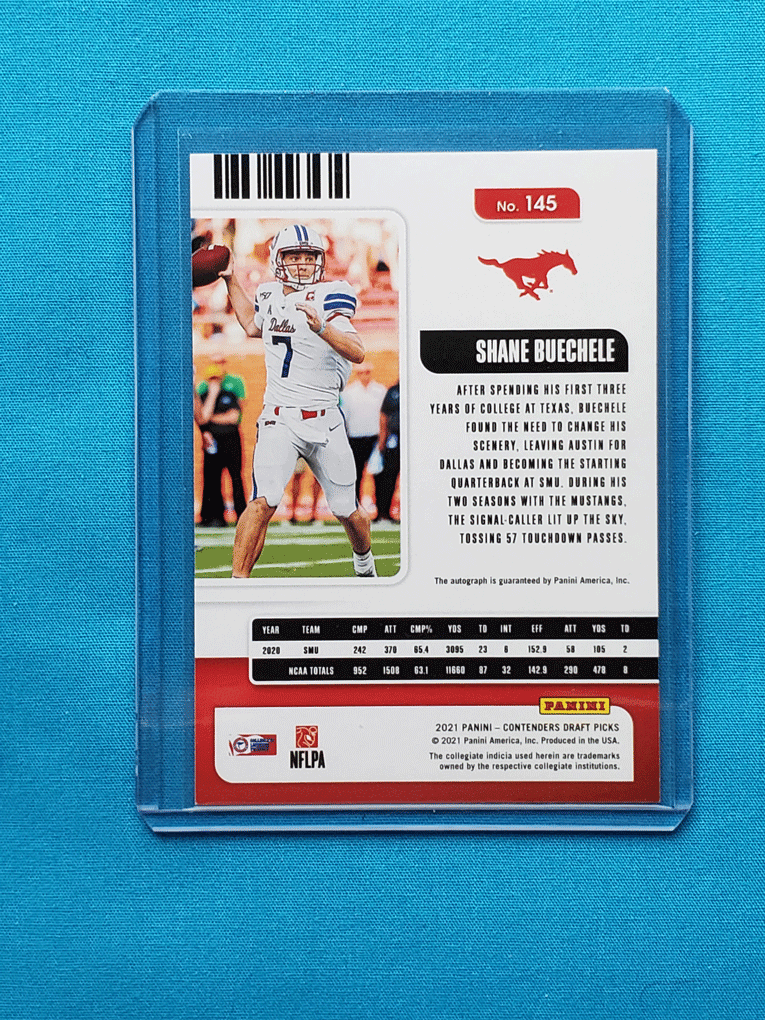 No. 145
Dallas
7
SHANE BUECHELE
AFTER SPENDING HIS FIRST THREE
YEARS OF COLLEGE AT TEXAS, BUECHELE
FOUND THE NEED TO CHANGE HIS
SCENERY, LEAVING AUSTIN FOR
DALLAS AND BECOMING THE STARTING
QUARTERBACK AT SMU. DURING HIS
TWO SEASONS WITH THE MUSTANGS,
THE SIGNAL-CALLER LIT UP THE SKY,
TOSSING 57 TOUCHDOWN PASSES.
The autograph is guaranteed by Panini America, Inc.
YEAR TEAM CMP ATT CMP% YDS TD INT EFF ATT YDS TD
2020 SMU 242 370 65.4 3095 23 6 152.9 58 105 2
NCAA TOTALS 952 1508 63.1 11660 87 32 142.9 290 478 8
PANINI
2021 PANINI – CONTENDERS DRAFT PICKS
© 2021 Panini America, Inc. Produced in the USA.
The collegiate indicia used herein are trademarks
owned by the respective collegiate institutions.
NFLPA